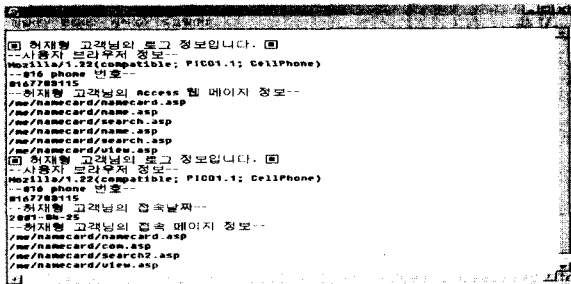 ▣ 허재형 고객님의 로그 정보입니다. ▣
--사용자 브라우저 정보--
Mozilla/1.22(compatible; PICO1.1; CellPhone)
--016 phone 번호--
0167788115
--허재형 고객님의 Access 웹 페이지 정보--
/me/namecard/namecard.asp
/me/namecard/name.asp
/me/namecard/search.asp
/me/namecard/name.asp
/me/namecard/search.asp
/me/namecard/view.asp
▣ 허재형 고객님의 로그 정보입니다. ▣
--사용자 브라우저 정보--
Mozilla/1.22(compatible; PICO1.1; CellPhone)
--016 phone 번호--
0167788115
--허재형 고객님의 접속날짜--
2001-04-25
--허재형 고객님의 접속 페이지 정보--
/me/namecard/namecard.asp
/me/namecard/com.asp
/me/namecard/search2.asp
/me/namecard/view.asp